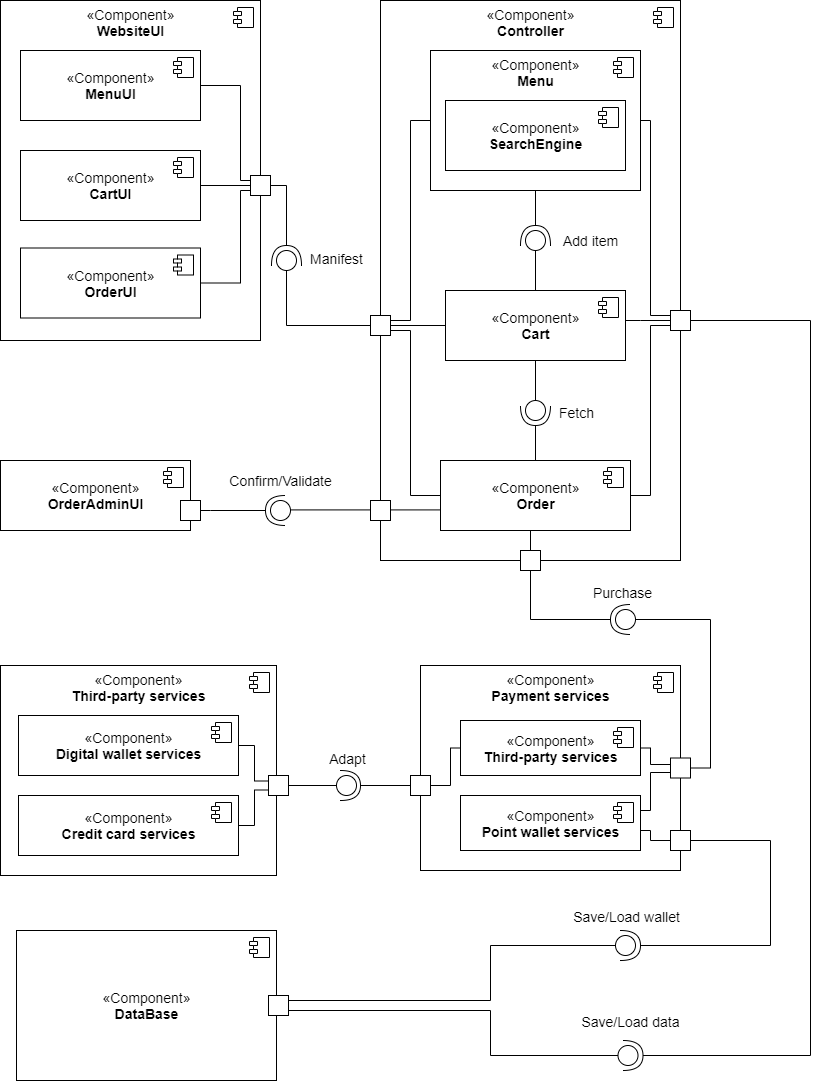 «Component»
WebsiteUI
«Component»
MenuUI
«Component»
CartUI
«Component»
OrderUI
Manifest
«Component»
Controller
«Component»
Menu
«Component»
SearchEngine
Add item
«Component»
Cart
Fetch
«Component»
Order
«Component»
OrderAdminUI
Confirm/Validate
Purchase
«Component»
Third-party services
«Component»
Digital wallet services
«Component»
Credit card services
Adapt
«Component»
Payment services
«Component»
Third-party services
«Component»
Point wallet services
Save/Load wallet
«Component»
DataBase
Save/Load data